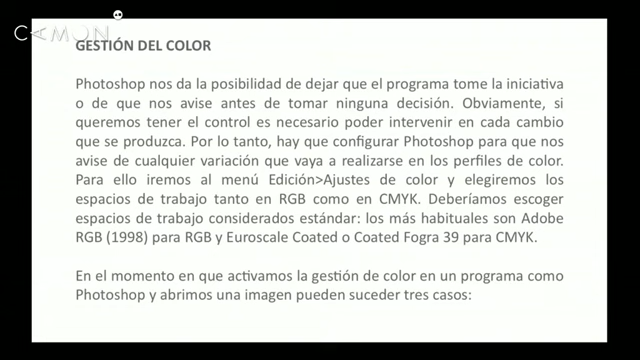 CAMON
GESTIÓN DEL COLOR
Photoshop nos da la posibilidad de dejar que el programa tome la iniciativa
o de que nos avise antes de tomar ninguna decisión. Obviamente, si
queremos tener el control es necesario poder intervenir en cada cambio
que se produzca. Por lo tanto, hay que configurar Photoshop para que nos
avise de cualquier variación que vaya a realizarse en los perfiles de color.
Para ello iremos al menú Edición>Ajustes de color y elegiremos los
espacios de trabajo tanto en RGB como en CMYK. Deberíamos escoger
espacios de trabajo considerados estándar: los más habituales son Adobe
RGB (1998) para RGB y Euroscale Coated o Coated Fogra 39 para CMYK.
En el momento en que activamos la gestión de color en un programa como
Photoshop y abrimos una imagen pueden suceder tres casos: